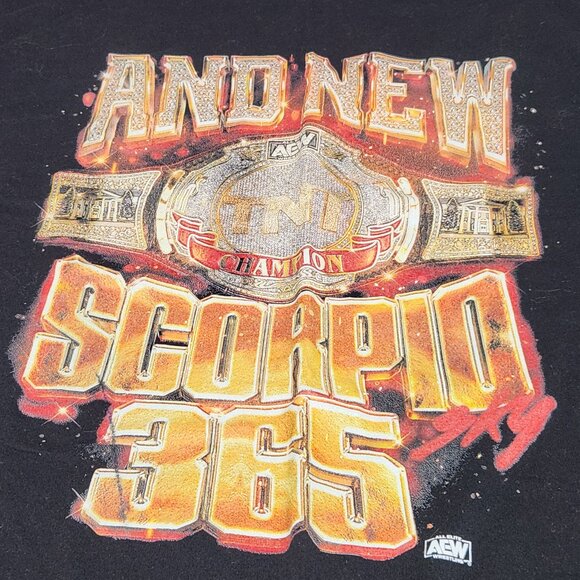 AND NEW
AEW
TNT
CHAMPION
SCORPIO
SKY
365
ALL ELITE
AEW
WRESTLING